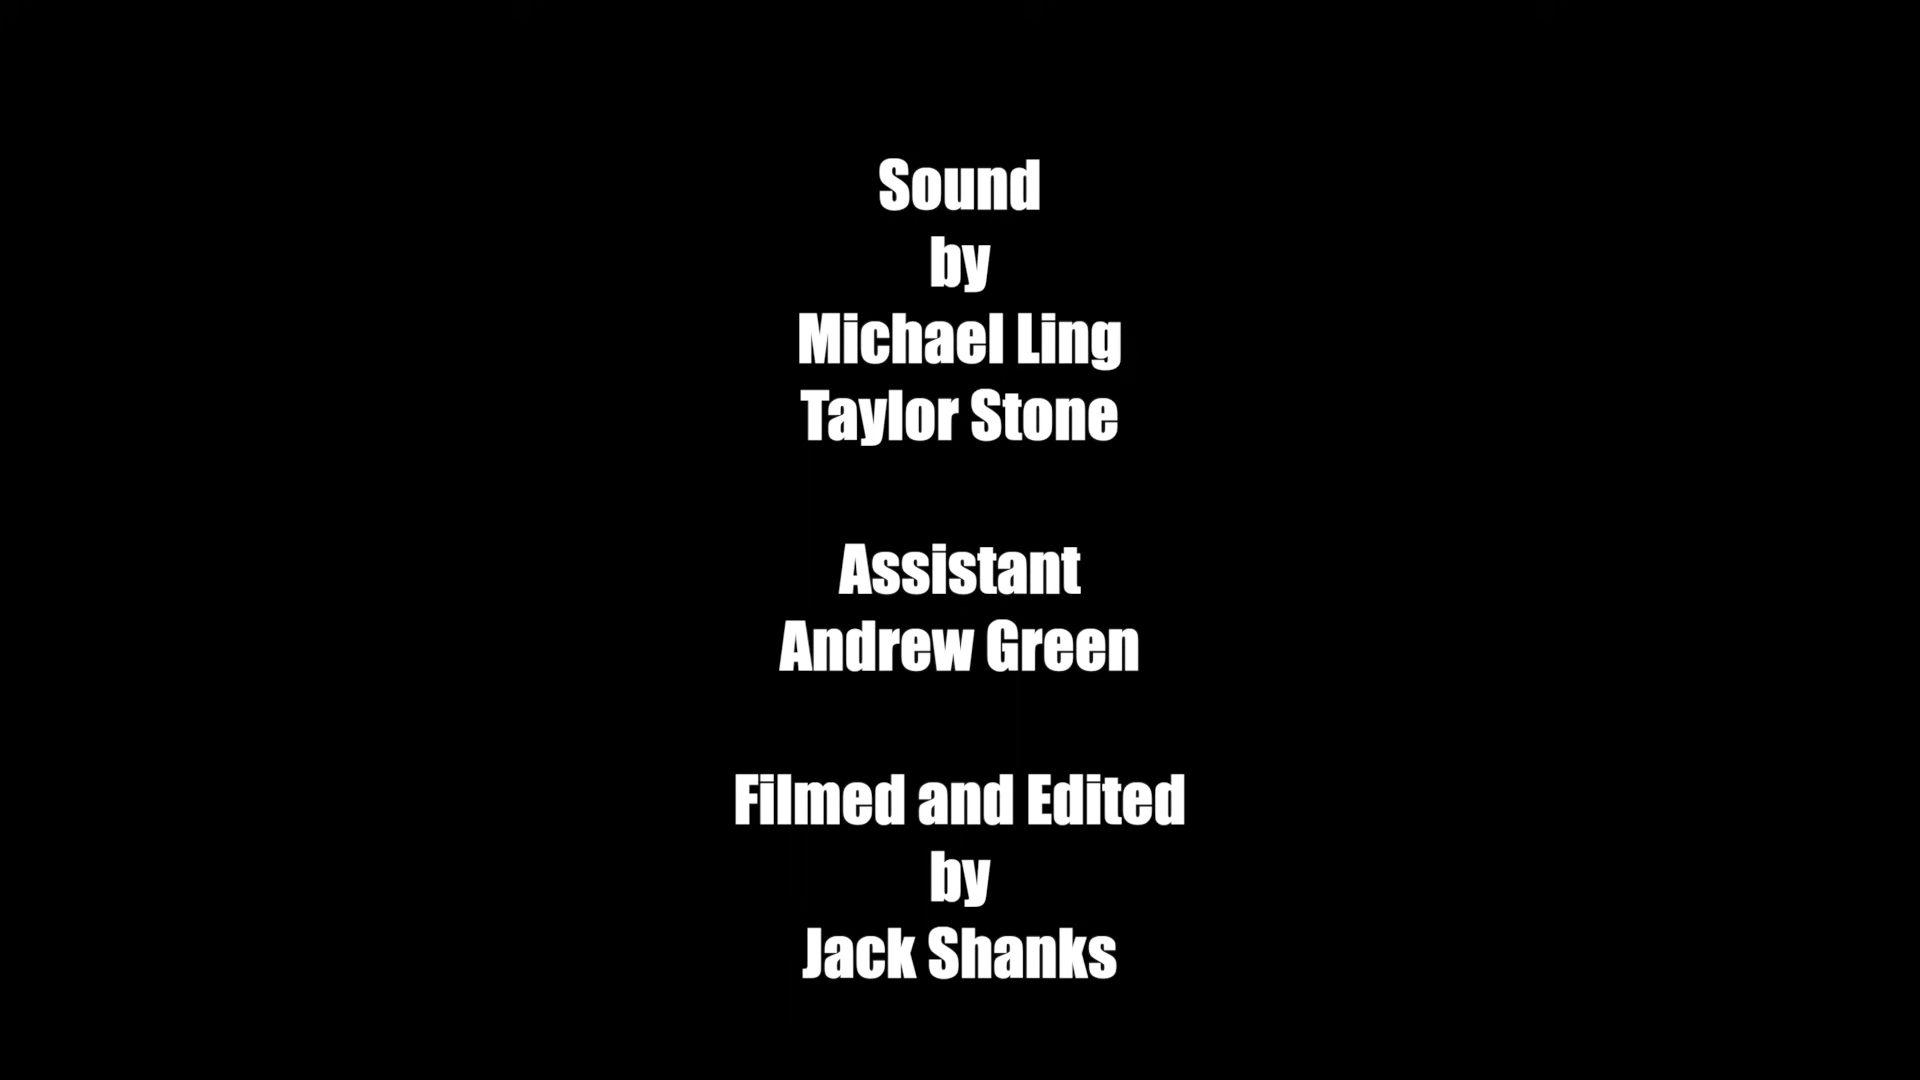 Sound
by
Michael Ling
Taylor Stone
Assistant
Andrew Green
Filmed and Edited
by
Jack Shanks